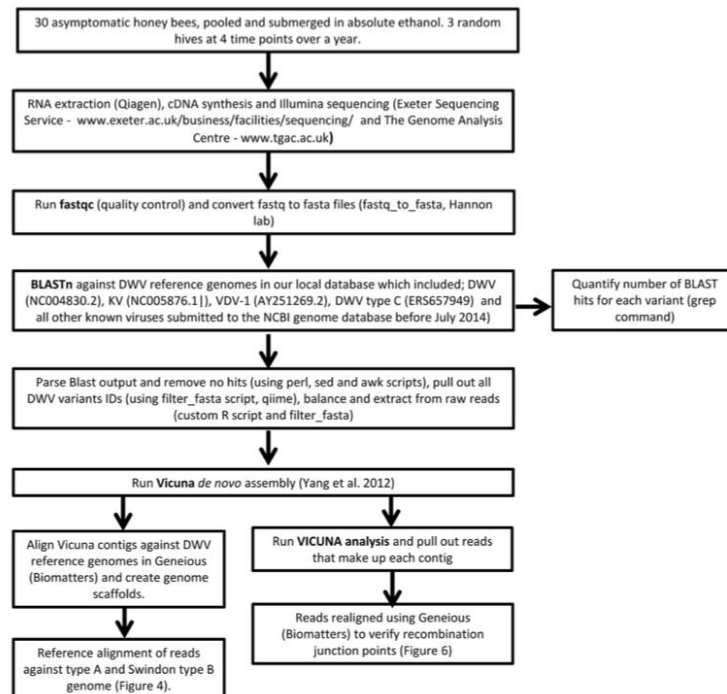 30 asymptomatic honey bees, pooled and submerged in absolute ethanol. 3 random
hives at 4 time points over a year.
RNA extraction (Qiagen), cDNA synthesis and Illumina sequencing (Exeter Sequencing
Service - www.exeter.ac.uk/business/facilities/sequencing/ and The Genome Analysis
Centre - www.tgac.ac.uk)
Run fastqc (quality control) and convert fastq to fasta files (fastq_to_fasta, Hannon
lab)
BLASTn against DWV reference genomes in our local database which included; DWV
(NC004830.2), KV (NC005876.1|), VDV-1 (AY251269.2), DWV type C (ERS657949) and
all other known viruses submitted to the NCBI genome database before July 2014)
Quantify number of BLAST
hits for each variant (grep
command)
Parse Blast output and remove no hits (using perl, sed and awk scripts), pull out all
DWV variants IDs (using filter_fasta script, qiime), balance and extract from raw reads
(custom R script and filter_fasta)
Run Vicuna de novo assembly (Yang et al. 2012)
Align Vicuna contigs against DWV
reference genomes in Geneious
(Biomatters) and create genome
scaffolds.
Run VICUNA analysis and pull out reads
that make up each contig
Reads realigned using Geneious
(Biomatters) to verify recombination
junction points (Figure 6)
Reference alignment of reads
against type A and Swindon type B
genome (Figure 4).